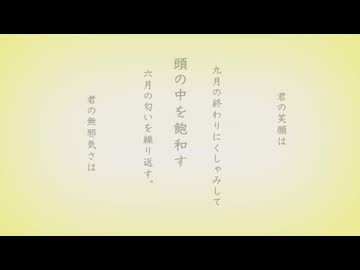 君の笑顔は
九月の終わりにくしゃみして
頭の中を飽和す
六月の匂いを繰り返す。
君の無邪気さは